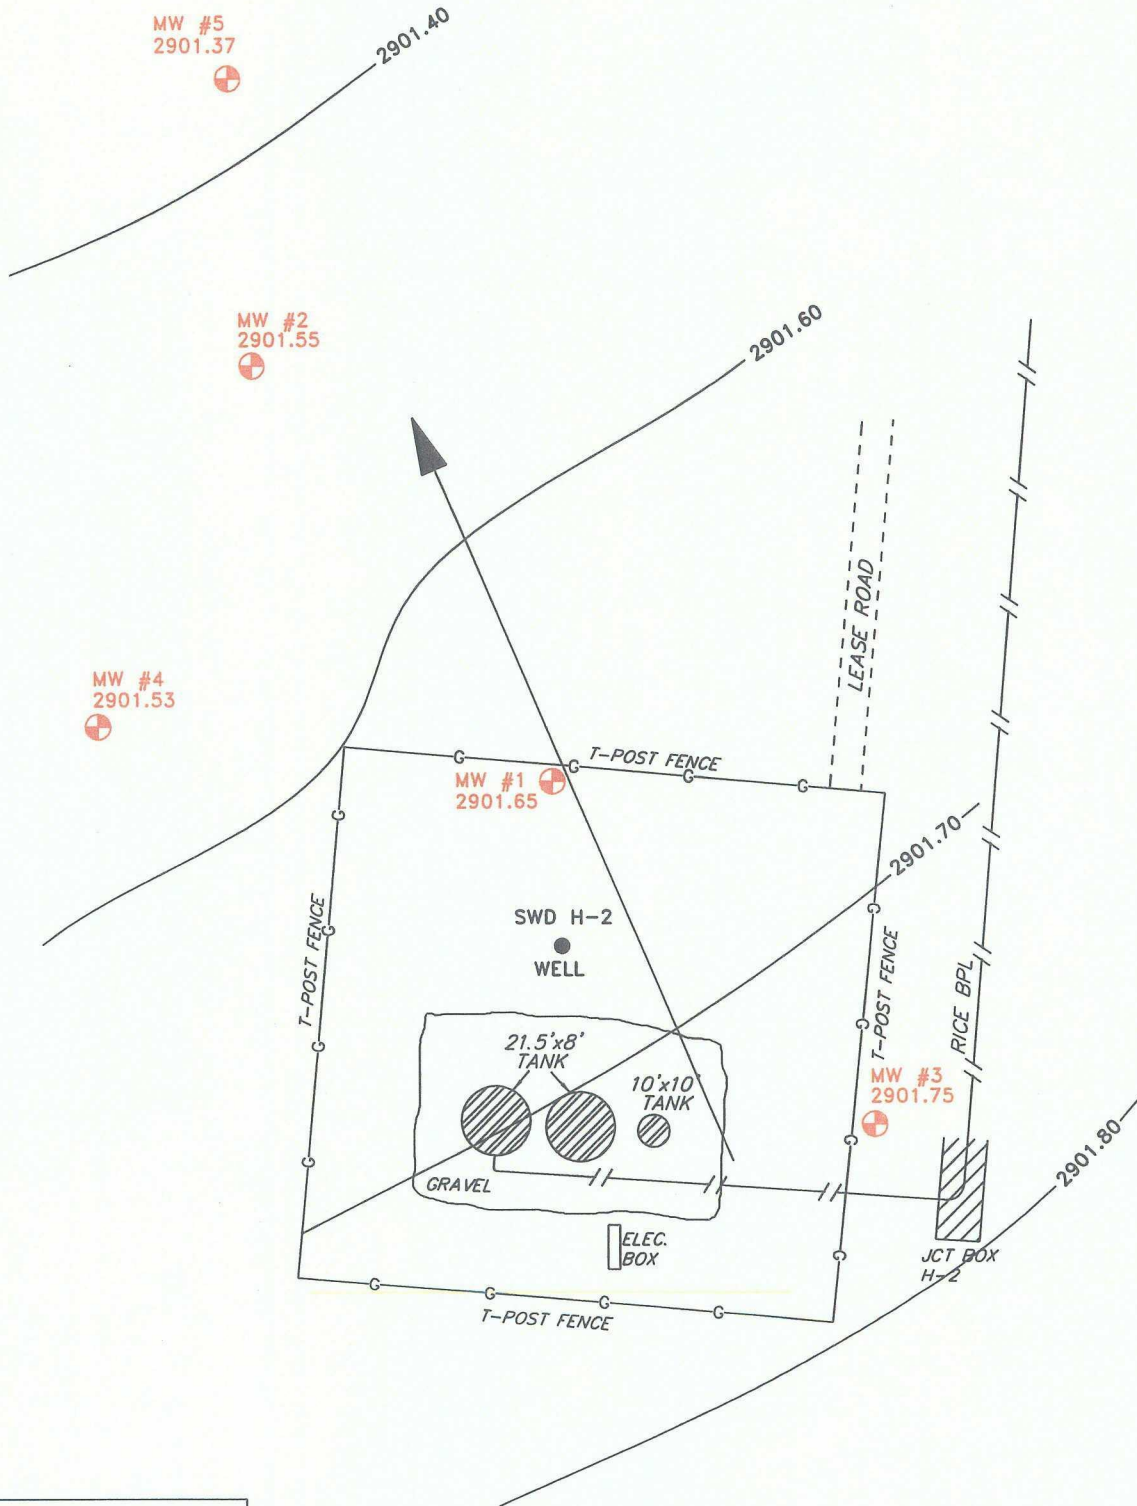 MW #5
2901.37
2901.40
MW #2
2901.55
2901.60
LEASE ROAD
MW #4
2901.53
T-POST FENCE
G
G
G
G
MW #1
2901.65
G
2901.70
G
SWD H-2
WELL
T-POST FENCE
G
T-POST FENCE
RICE BPL
G
G
21.5'x8'
TANK
10'x10'
TANK
MW #3
2901.75
G
2901.80
G
GRAVEL
ELEC.
BOX
G
JCT BOX
H-2
G
G
G
G
T-POST FENCE